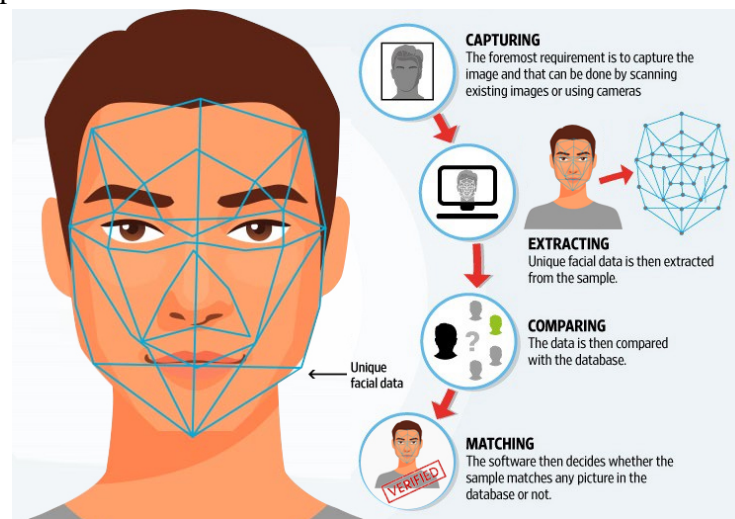 CAPTURING
The foremost requirement is to capture the
image and that can be done by scanning
existing images or using cameras
EXTRACTING
Unique facial data is then extracted
from the sample.
COMPARING
The data is then compared
with the database.
?
Unique
facial data
MATCHING
The software then decides whether the
sample matches any picture in the
database or not.
VERIFIED